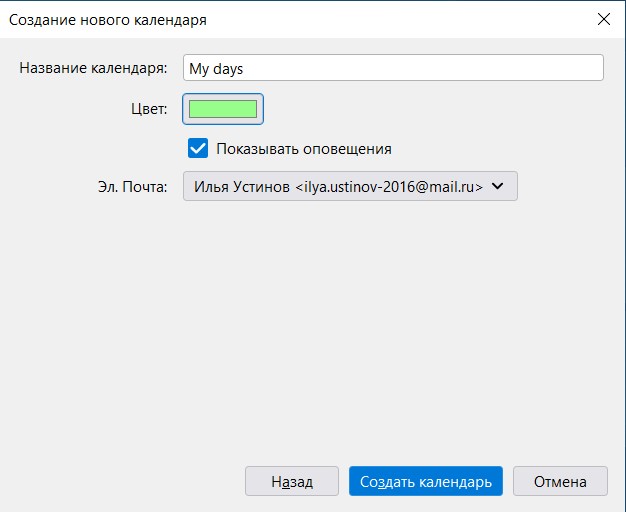 Создание нового календаря
Название календаря: My days
Цвет:
Показывать оповещения
Эл. Почта: Илья Устинов <ilya.ustinov-2016@mail.ru>
Назад Создать календарь Отмена